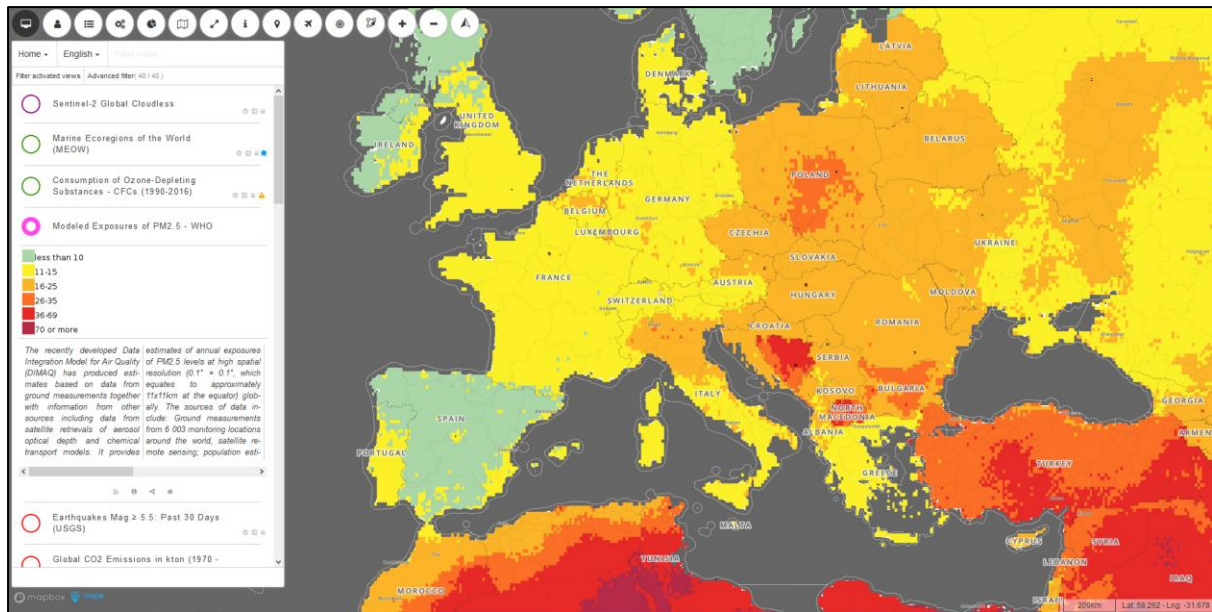 Home English Filter views
Filter activated views Advanced filter( 40 / 40 )
Sentinel-2 Global Cloudless
Marine Ecoregions of the World
(MEOW)
Consumption of Ozone-Depleting
Substances - CFCs (1990-2016)
Modeled Exposures of PM2.5 - WHO
less than 10
11-15
16-25
26-35
36-69
70 or more
The recently developed Data
Integration Model for Air Quality
(DIMAQ) has produced esti-
mates based on data from
ground measurements together
with information from other
sources including data from
satellite retrievals of aerosol
optical depth and chemical
transport models. It provides
estimates of annual exposures
of PM2.5 levels at high spatial
resolution (0.1° × 0.1°, which
equates to approximately
11x11km at the equator) glob-
ally. The sources of data in-
clude: Ground measurements
from 6 003 monitoring locations
around the world, satellite re-
mote sensing; population esti-
Earthquakes Mag ≥ 5.5: Past 30 Days
(USGS)
Global CO2 Emissions in kton (1970 -
mapbox
LATVIA
DENMARK
LITHUANIA
UNITED
KINGDOM
IRELAND
BELARUS
THE
NETHERLANDS
POLAND
GERMANY
BELGIUM
LUXEMBOURG
CZECHIA
UKRAINE
SLOVAKIA
FRANCE
AUSTRIA
MOLDOVA
HUNGARY
SWITZERLAND
ROMANIA
CROATIA
SERBIA
KOSOVO
BULGARIA
ITALY
NORTH
MACEDONIA
GEORGIA
ALBANIA
SPAIN
ARMEN
PORTUGAL
TURKEY
GREECE
MALTA
CYPRUS
SYRIA
TUNISIA
LEBANON
MOROCCO
IRAQ
ISRAEL
200Km Lat: 58.262 - Lng: -31.678